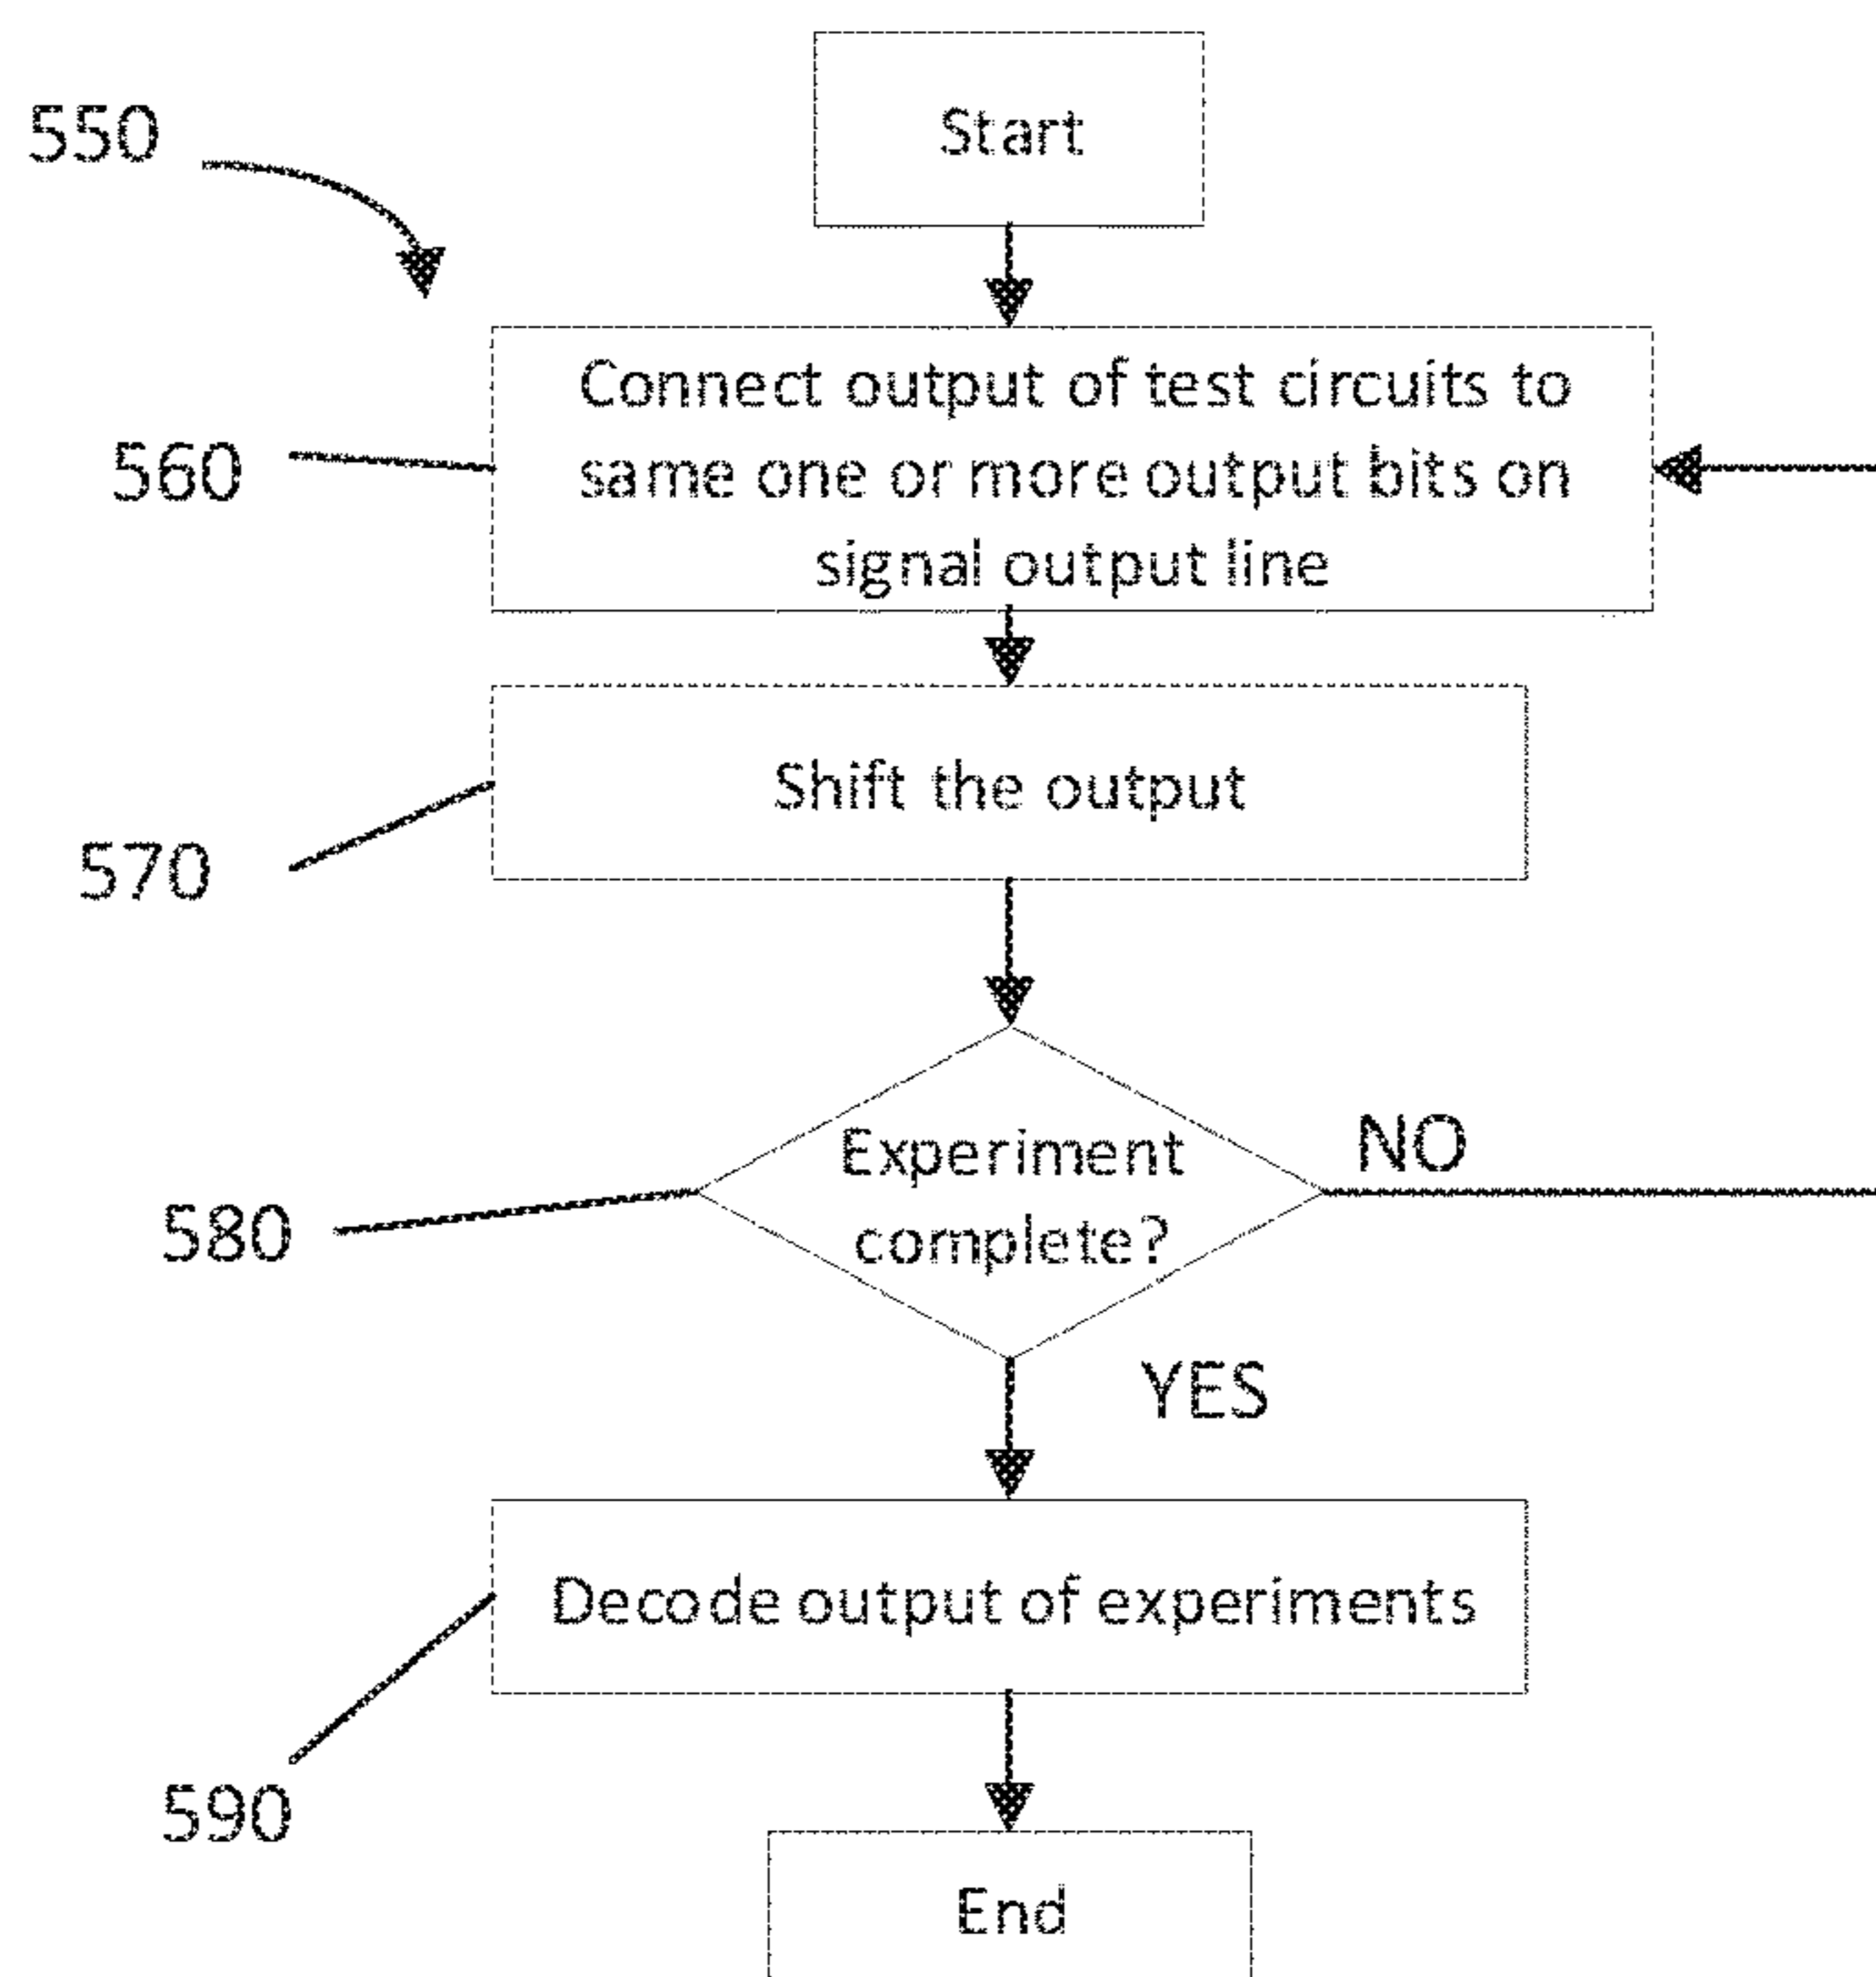 550
Start
560
Connect output of test circuits to
same one or more output bits on
signal output line
570
Shift the output
580
Experiment
complete?
NO
YES
590
Decode output of experiments
End